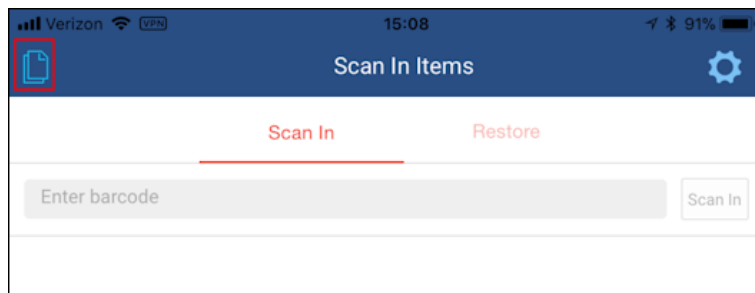 Verizon VPN 15:08 91%
Scan In Items
Scan In Restore
Enter barcode Scan In